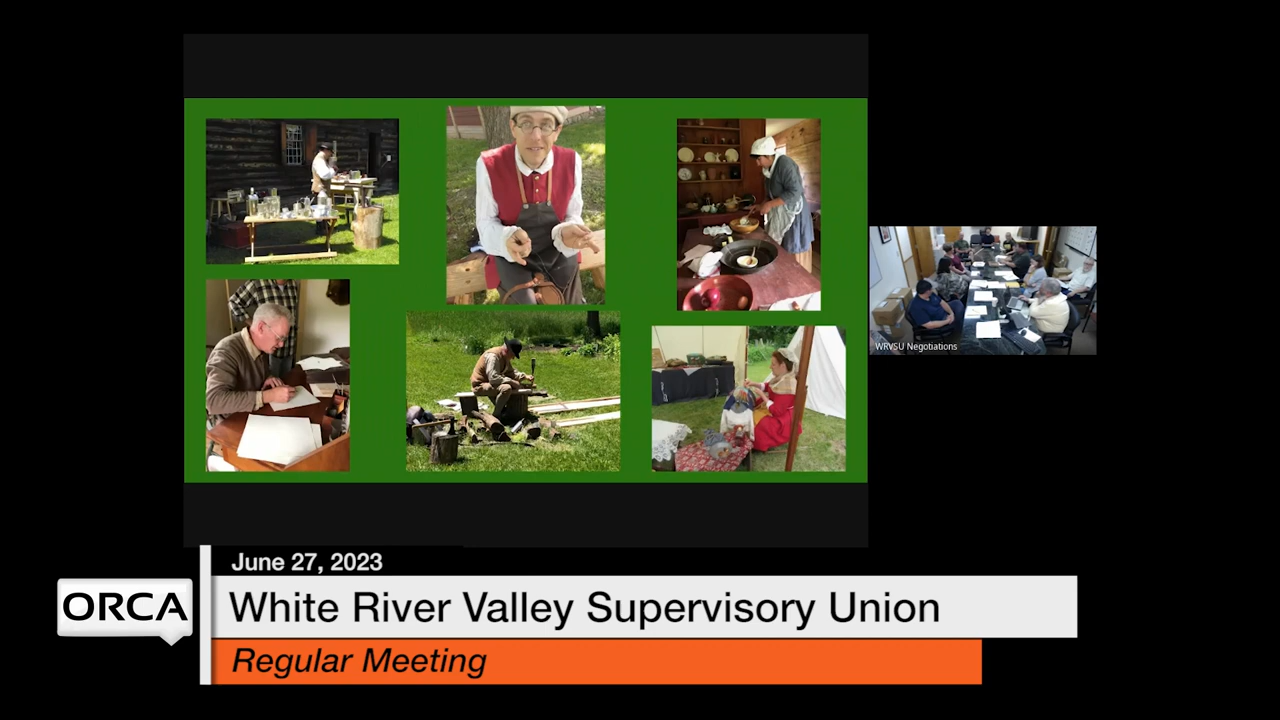 WRVSU Negotiations
June 27, 2023
ORCA
White River Valley Supervisory Union
Regular Meeting